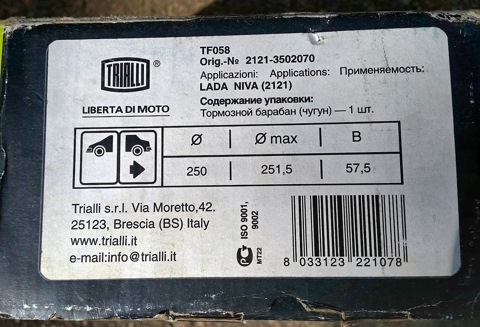 TRIALLI
LIBERTA DI MOTO
TF058
Orig.-№ 2121-3502070
Applicazioni: Applications: Применяемость:
LADA NIVA (2121)
Содержание упаковки:
Тормозной барабан (чугун) — 1 шт.
Ø Ø max B
250 251,5 57,5
Trialli s.r.l. Via Moretto,42.
25123, Brescia (BS) Italy
www.trialli.it
e-mail:info@trialli.it
ISO 9001,
9002
МТ22
8 033123 221078